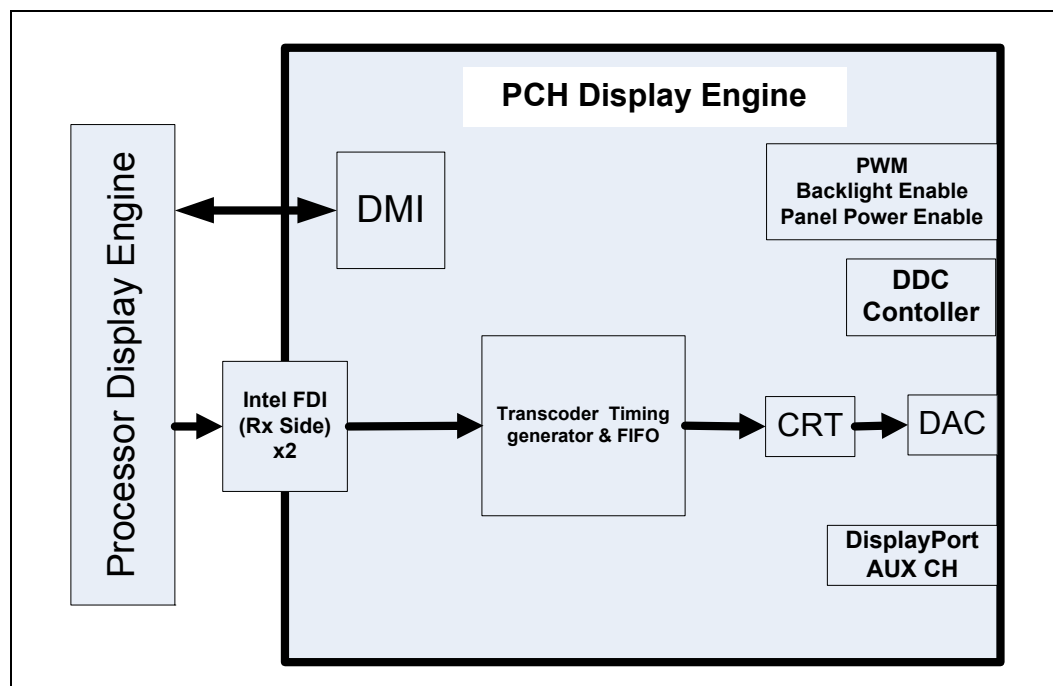 PCH Display Engine
Processor Display Engine
DMI
PWM
Backlight Enable
Panel Power Enable
DDC
Contoller
Intel FDI
(Rx Side)
x2
Transcoder Timing
generator & FIFO
CRT
DAC
DisplayPort
AUX CH